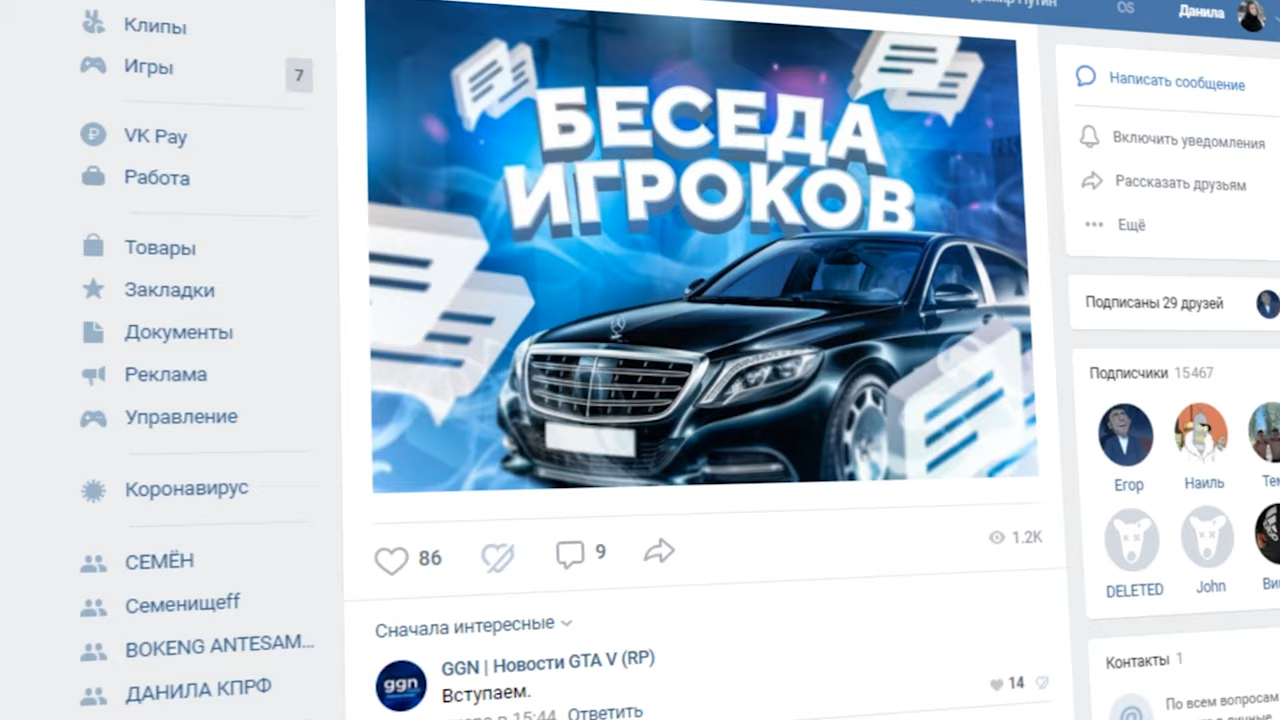 Клипы
Игры
7
VK Pay
Работа
Товары
Закладки
Документы
Реклама
Управление
Коронавирус
СЕМЁН
Семенищеff
BOKENG ANTESAM...
ДАНИЛА КПРФ
БЕСЕДА
ИГРОКОВ
86
9
1.2K
Сначала интересные
ggn
GGN | Новости GTA V (RP)
Вступаем.
14
в 15:44 Ответить
OS
Данила
Написать сообщение
Включить уведомления
Рассказать друзьям
Ещё
Подписаны 29 друзей
Подписчики 15467
Егор
Наиль
DELETED
John
Контакты 1
По всем вопросам